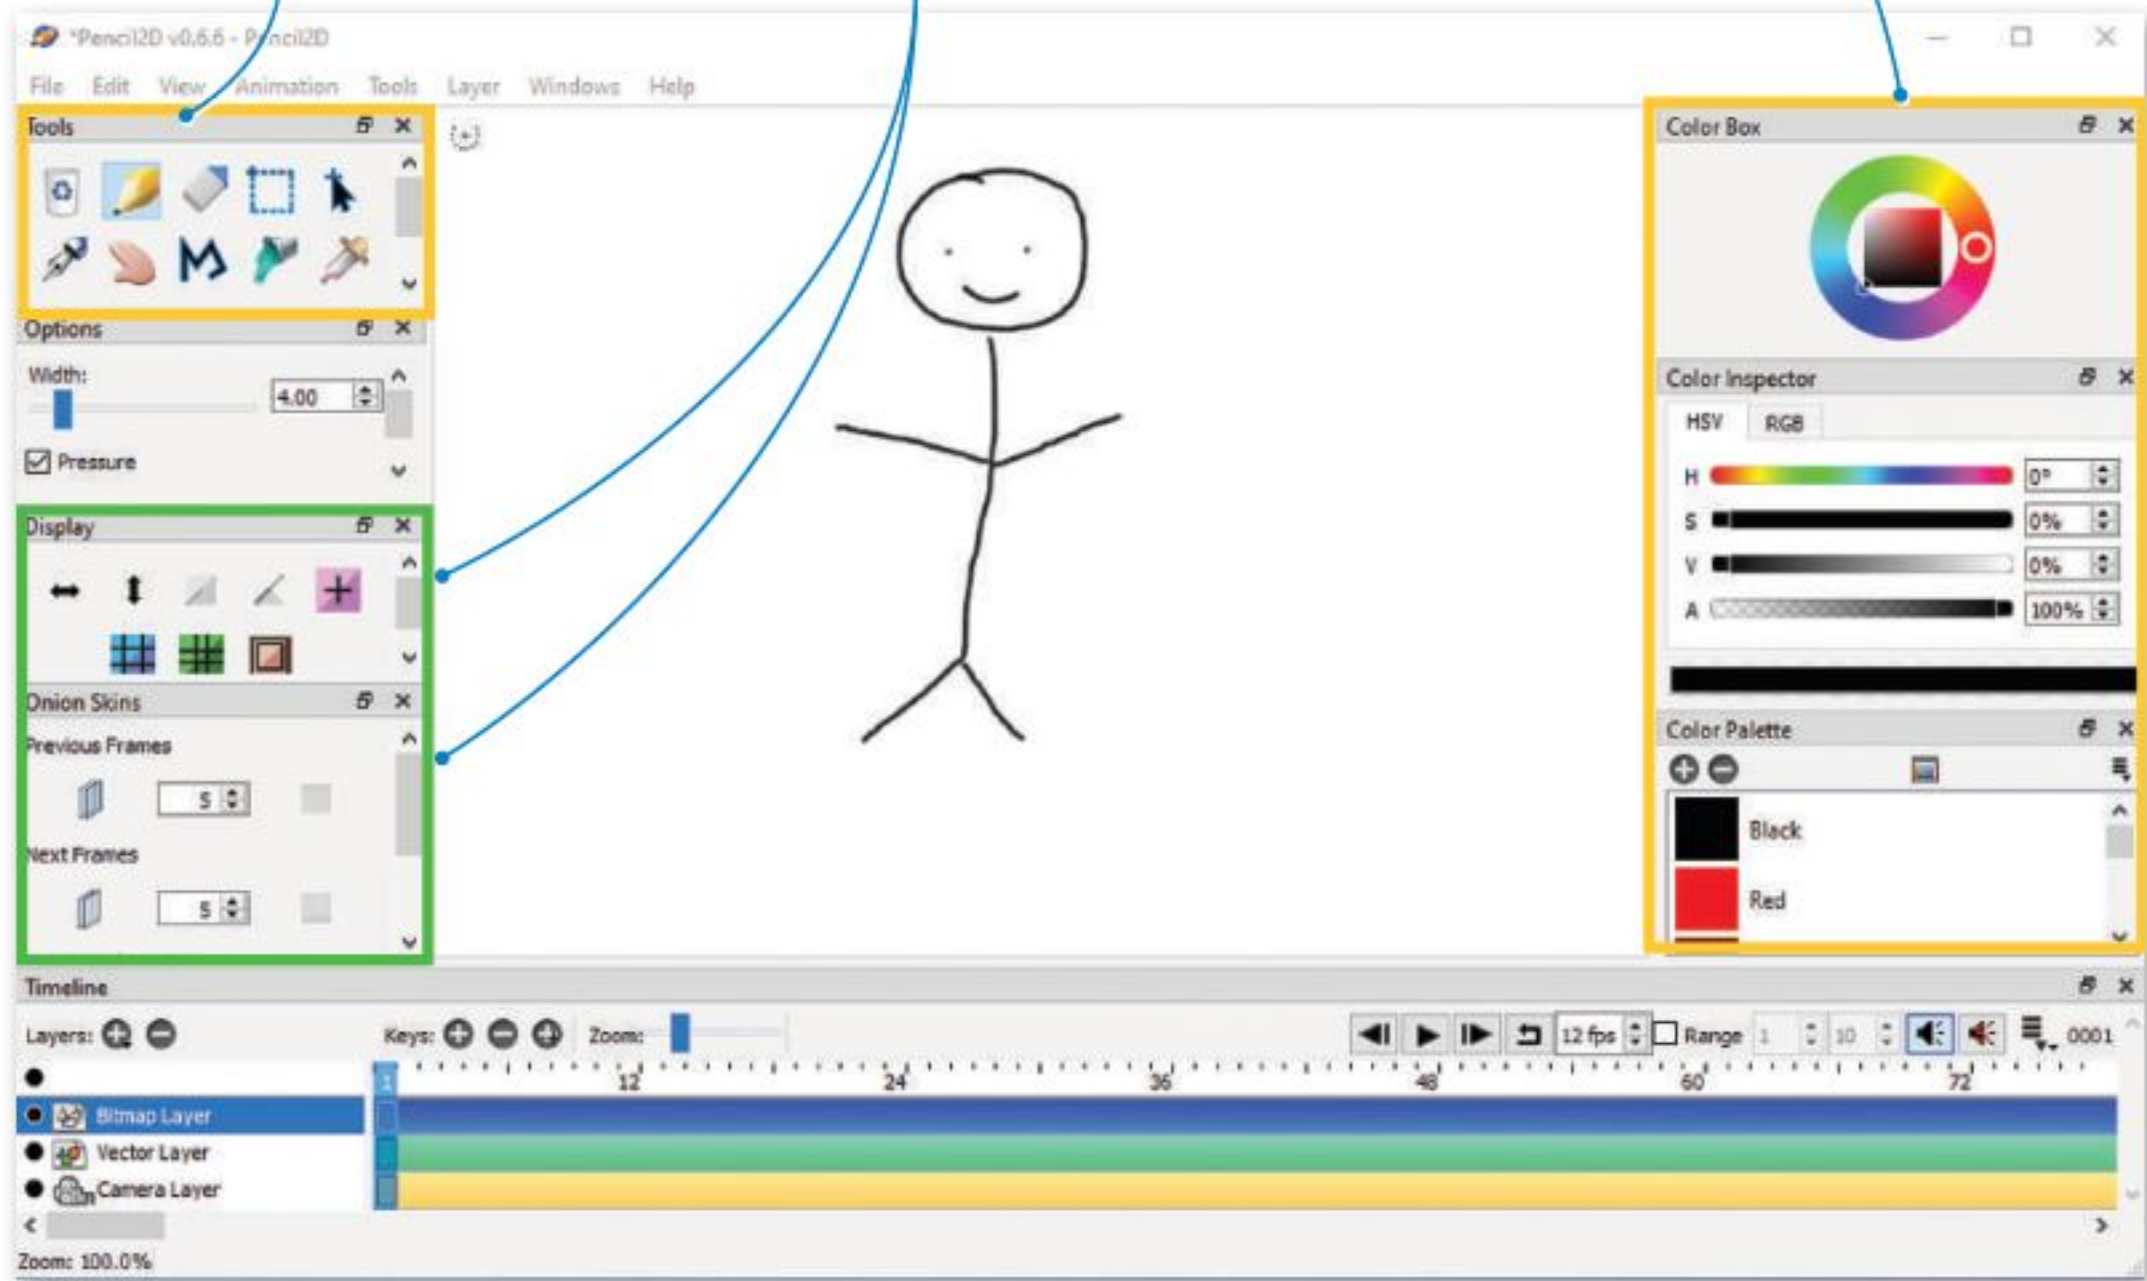 *Pencil2D v0.6.6 - Pencil2D
File Edit View Animation Tools Layer Windows Help
Tools
Options
Width:
4.00
Pressure
Display
Onion Skins
Previous Frames
5
Next Frames
5
Color Box
Color Inspector
HSV RGB
H 0°
S 0%
V 0%
A 100%
Color Palette
Black
Red
Timeline
Layers: Keys: Zoom: 12 fps Range 1 10 0001
1 12 24 36 48 60 72
Bitmap Layer
Vector Layer
Camera Layer
Zoom: 100.0%